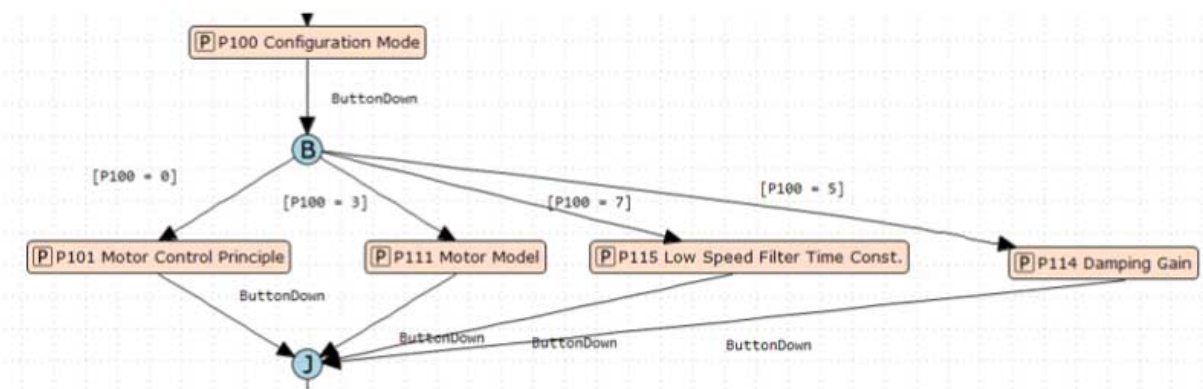 P P100 Configuration Mode
ButtonDown
B
[P100 = 0]
[P100 = 3]
[P100 = 7]
[P100 = 5]
P P101 Motor Control Principle
P P111 Motor Model
P P115 Low Speed Filter Time Const.
P P114 Damping Gain
ButtonDown
ButtonDown
ButtonDown
ButtonDown
J